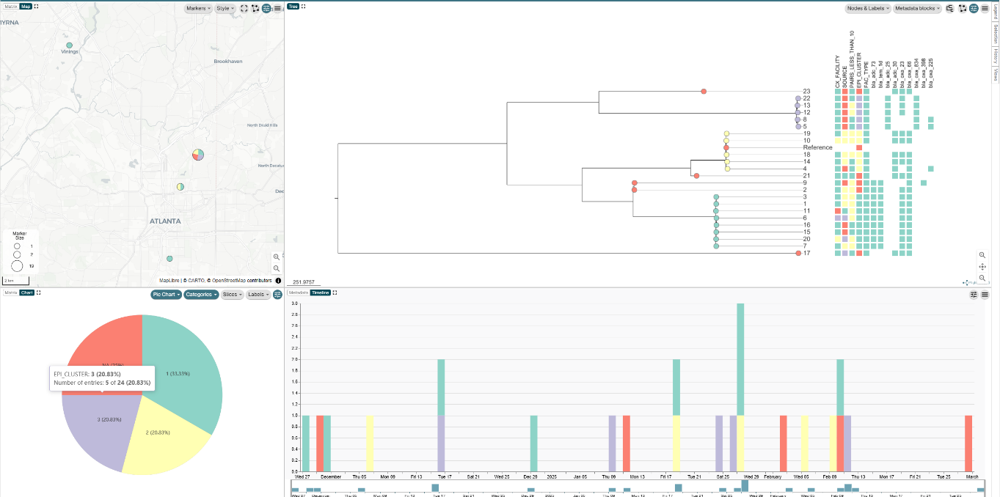 Matrix Map
Markers Style
YRNA
Vinings
Brookhaven
North Druid Hills
North Decatur
Dec
ATLANTA
Marker
Size
1
2
19
2 km
MapLibre | © CARTO, © OpenStreetMap contributors
Tree
Nodes & Labels Metadata blocks
Legend
Selection
History
Views
CX_FACILITY
SOURCE
PAIRS_LESS_THAN_10
EPI_CLUSTER
FAC_TYPE
bla_adc_73
bla_tem_1d
bla_adc_25
bla_adc_30
bla_oxa_23
bla_oxa_66
bla_oxa_398
bla_oxa_225
23
22
13
12
8
5
19
10
Reference
18
14
4
21
9
2
3
1
11
6
16
15
20
7
17
251.9757
Matrix Chart
Pie Chart Categories Slices Labels
NA (25%)
1 (33.33%)
EPI_CLUSTER: 3 (20.83%)
Number of entries: 5 of 24 (20.83%)
3 (20.83%)
2 (20.83%)
Metadata Timeline
3.0
2.8
2.6
2.4
2.2
2.0
1.8
1.6
1.4
1.2
1.0
0.8
0.6
0.4
0.2
0.0
Wed 27 December Thu 05 Mon 09 Fri 13 Tue 17 Sat 21 Wed 25 Dec 29 2025 Jan 05 Thu 09 Mon 13 Fri 17 Tue 21 Sat 25 Wed 29 February Wed 05 Feb 09 Thu 13 Mon 17 Fri 21 Tue 25 March